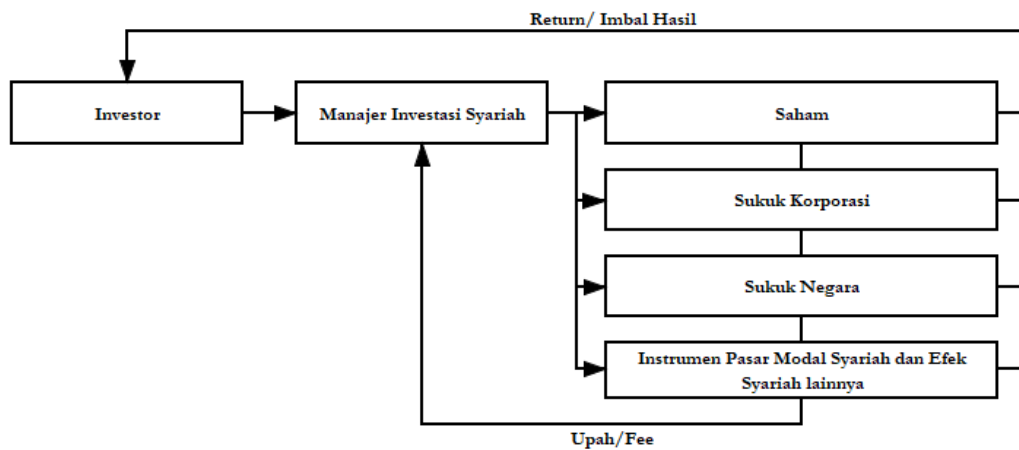 Return/ Imbal Hasil
Investor
Manajer Investasi Syariah
Saham
Sukuk Korporasi
Sukuk Negara
Instrumen Pasar Modal Syariah dan Efek
Syariah lainnya
Upah/Fee